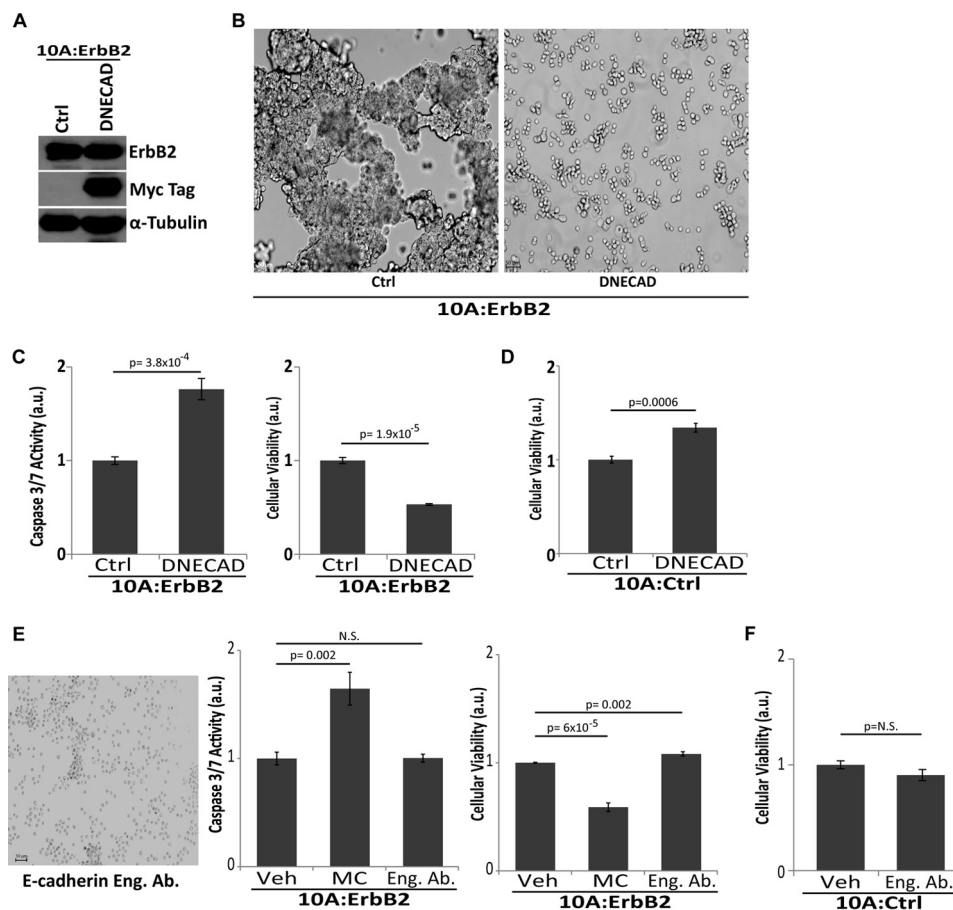 A
10A:ErbB2
Ctrl
DNECAD
ErbB2
Myc Tag
α-Tubulin
B
50 µm
Ctrl
DNECAD
10A:ErbB2
C
Caspase 3/7 ACtivity (a.u.)
2
1
0
p= 3.8x10-4
Ctrl
DNECAD
10A:ErbB2
Cellular Viability (a.u.)
2
1
0
p= 1.9x10-5
Ctrl
DNECAD
10A:ErbB2
D
Cellular Viability (a.u.)
2
1
0
p=0.0006
Ctrl
DNECAD
10A:Ctrl
E
50 µm
E-cadherin Eng. Ab.
Caspase 3/7 Activity (a.u.)
2
1
0
N.S.
p= 0.002
Veh
MC
Eng. Ab.
10A:ErbB2
Cellular Viability (a.u.)
2
1
0
p= 0.002
p= 6x10-5
Veh
MC
Eng. Ab.
10A:ErbB2
F
Cellular Viability (a.u.)
2
1
0
p=N.S.
Veh
Eng. Ab.
10A:Ctrl